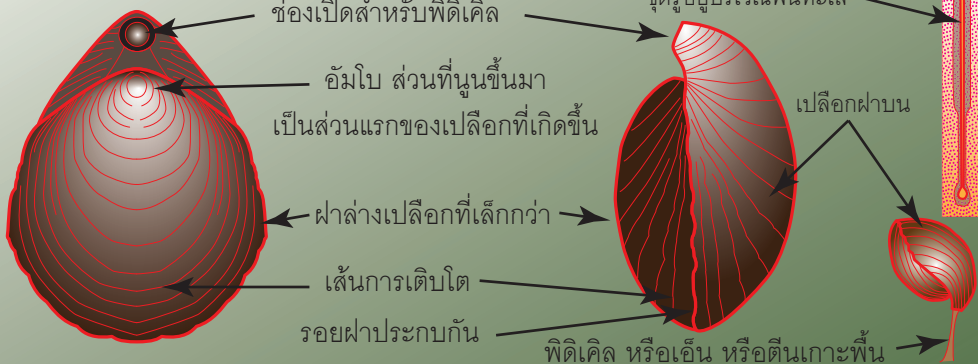 ช่องเปิดสำหรับพิดิเคิล
อัมโบ ส่วนที่นูนขึ้นมา
เป็นส่วนแรกของเปลือกที่เกิดขึ้น
เปลือกฝาบน
ฝาล่างเปลือกที่เล็กกว่า
เส้นการเติบโต
รอยฝาประกบกัน
พิดิเคิล หรือเอ็น หรือตีนเกาะพื้น